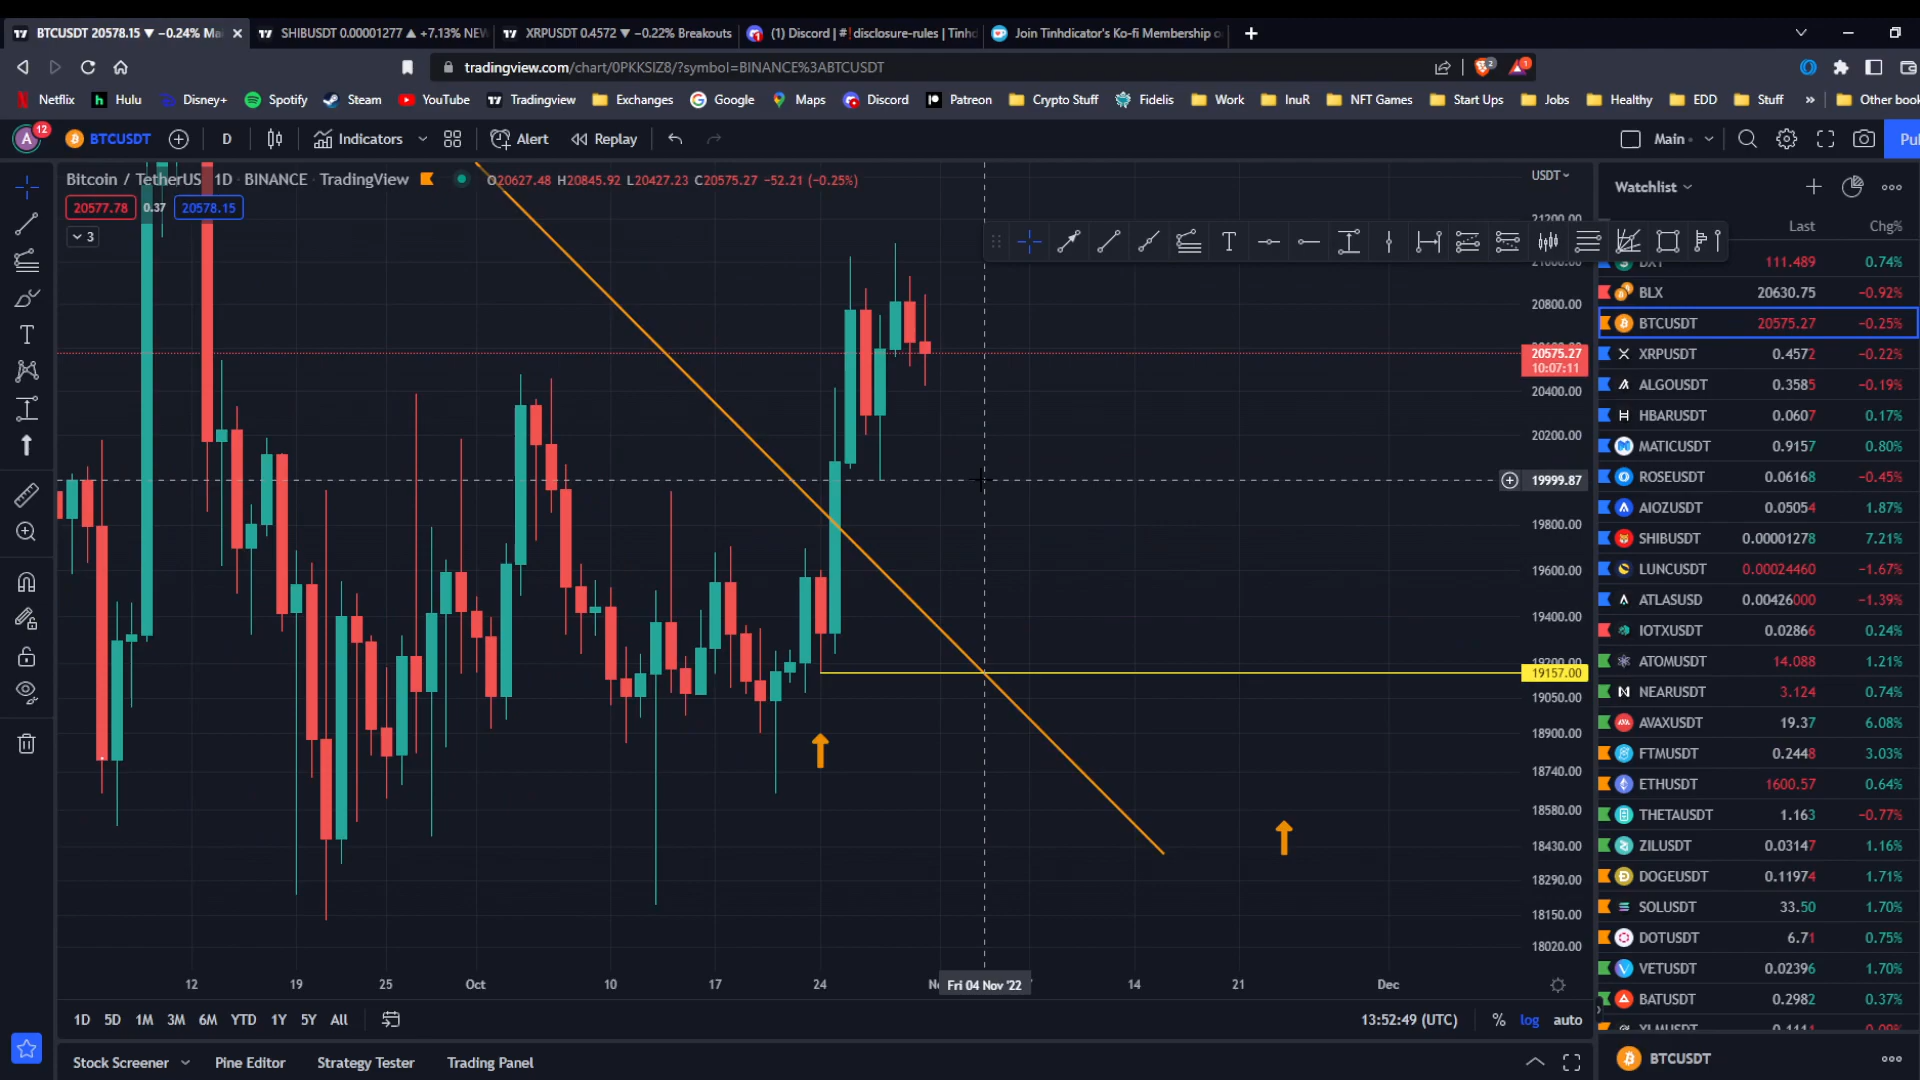 BTCUSDT 20578.15 ▼ −0.24% Ma
SHIBUSDT 0.00001277 ▲ +7.13% NEW
XRPUSDT 0.4572 ▼ −0.22% Breakouts
(1) Discord | #❗disclosure-rules | Tinhd
Join Tinhdicator's Ko-fi Membership o
tradingview.com/chart/0PKKSIZ8/?symbol=BINANCE%3ABTCUSDT
2
1
Netflix Hulu Disney+ Spotify Steam YouTube Tradingview Exchanges Google Maps Discord Patreon Crypto Stuff Fidelis Work InuR NFT Games Start Ups Jobs Healthy EDD Stuff » Other book
A 12 BTCUSDT D Indicators Alert Replay Main Pu
Bitcoin / TetherUS 1D BINANCE TradingView O20627.48 H20845.92 L20427.23 C20575.27 −52.21 (−0.25%)
20577.78 0.37 20578.15
3
USDT
21200.00
20800.00
20575.27
10:07:11
20400.00
20200.00
19999.87
19800.00
19600.00
19400.00
19200.00
19157.00
19050.00
18900.00
18740.00
18580.00
18430.00
18290.00
18150.00
18020.00
12 19 25 Oct 10 17 24 Fri 04 Nov '22 14 21 Dec
1D 5D 1M 3M 6M YTD 1Y 5Y All
13:52:49 (UTC) % log auto
Stock Screener Pine Editor Strategy Tester Trading Panel
Watchlist
Last Chg%
DXY 111.489 0.74%
BLX 20630.75 −0.92%
BTCUSDT 20575.27 −0.25%
XRPUSDT 0.4572 −0.22%
ALGOUSDT 0.3585 −0.19%
HBARUSDT 0.0607 0.17%
MATICUSDT 0.9157 0.80%
ROSEUSDT 0.06168 −0.45%
AIOZUSDT 0.05054 1.87%
SHIBUSDT 0.00001278 7.21%
LUNCUSDT 0.00024460 −1.67%
ATLASUSD 0.00426000 −1.39%
IOTXUSDT 0.02866 0.24%
ATOMUSDT 14.088 1.21%
NEARUSDT 3.124 0.74%
AVAXUSDT 19.37 6.08%
FTMUSDT 0.2448 3.03%
ETHUSDT 1600.57 0.64%
THETAUSDT 1.163 −0.77%
ZILUSDT 0.03147 1.16%
DOGEUSDT 0.11974 1.71%
SOLUSDT 33.50 1.70%
DOTUSDT 6.71 0.75%
VETUSDT 0.02396 1.70%
BATUSDT 0.2982 0.37%
XLMUSDT 0.1111 0.09%
BTCUSDT